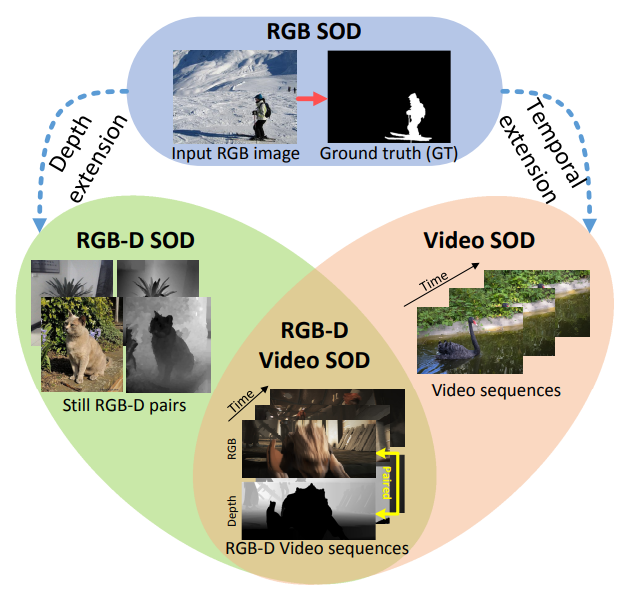 RGB SOD
Input RGB image
Ground truth (GT)
Depth
extension
Temporal
extension
RGB-D SOD
Still RGB-D pairs
Video SOD
Time
Video sequences
RGB-D
Video SOD
Time
RGB
Depth
Paired
RGB-D Video sequences